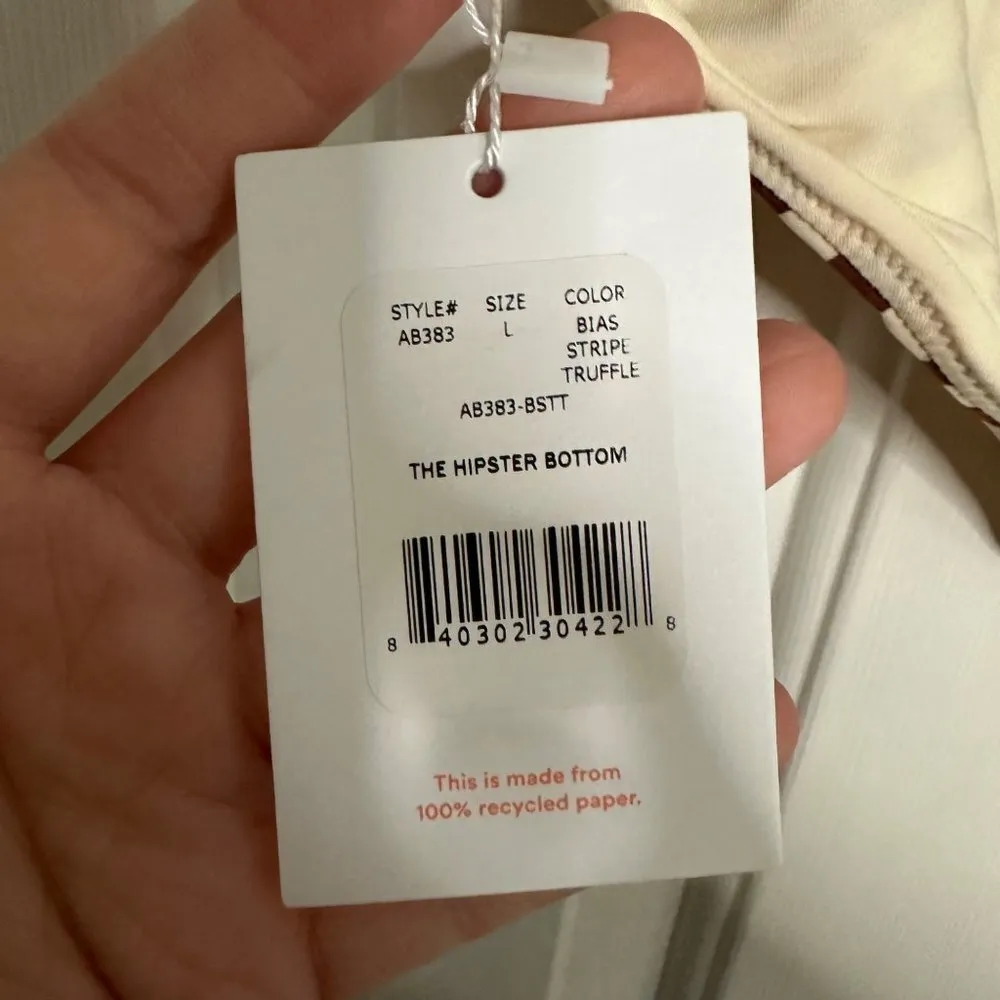 STYLE# SIZE COLOR
AB383 L BIAS
STRIPE
TRUFFLE
AB383-BSTT
THE HIPSTER BOTTOM
8 40302 30422 8
This is made from
100% recycled paper.